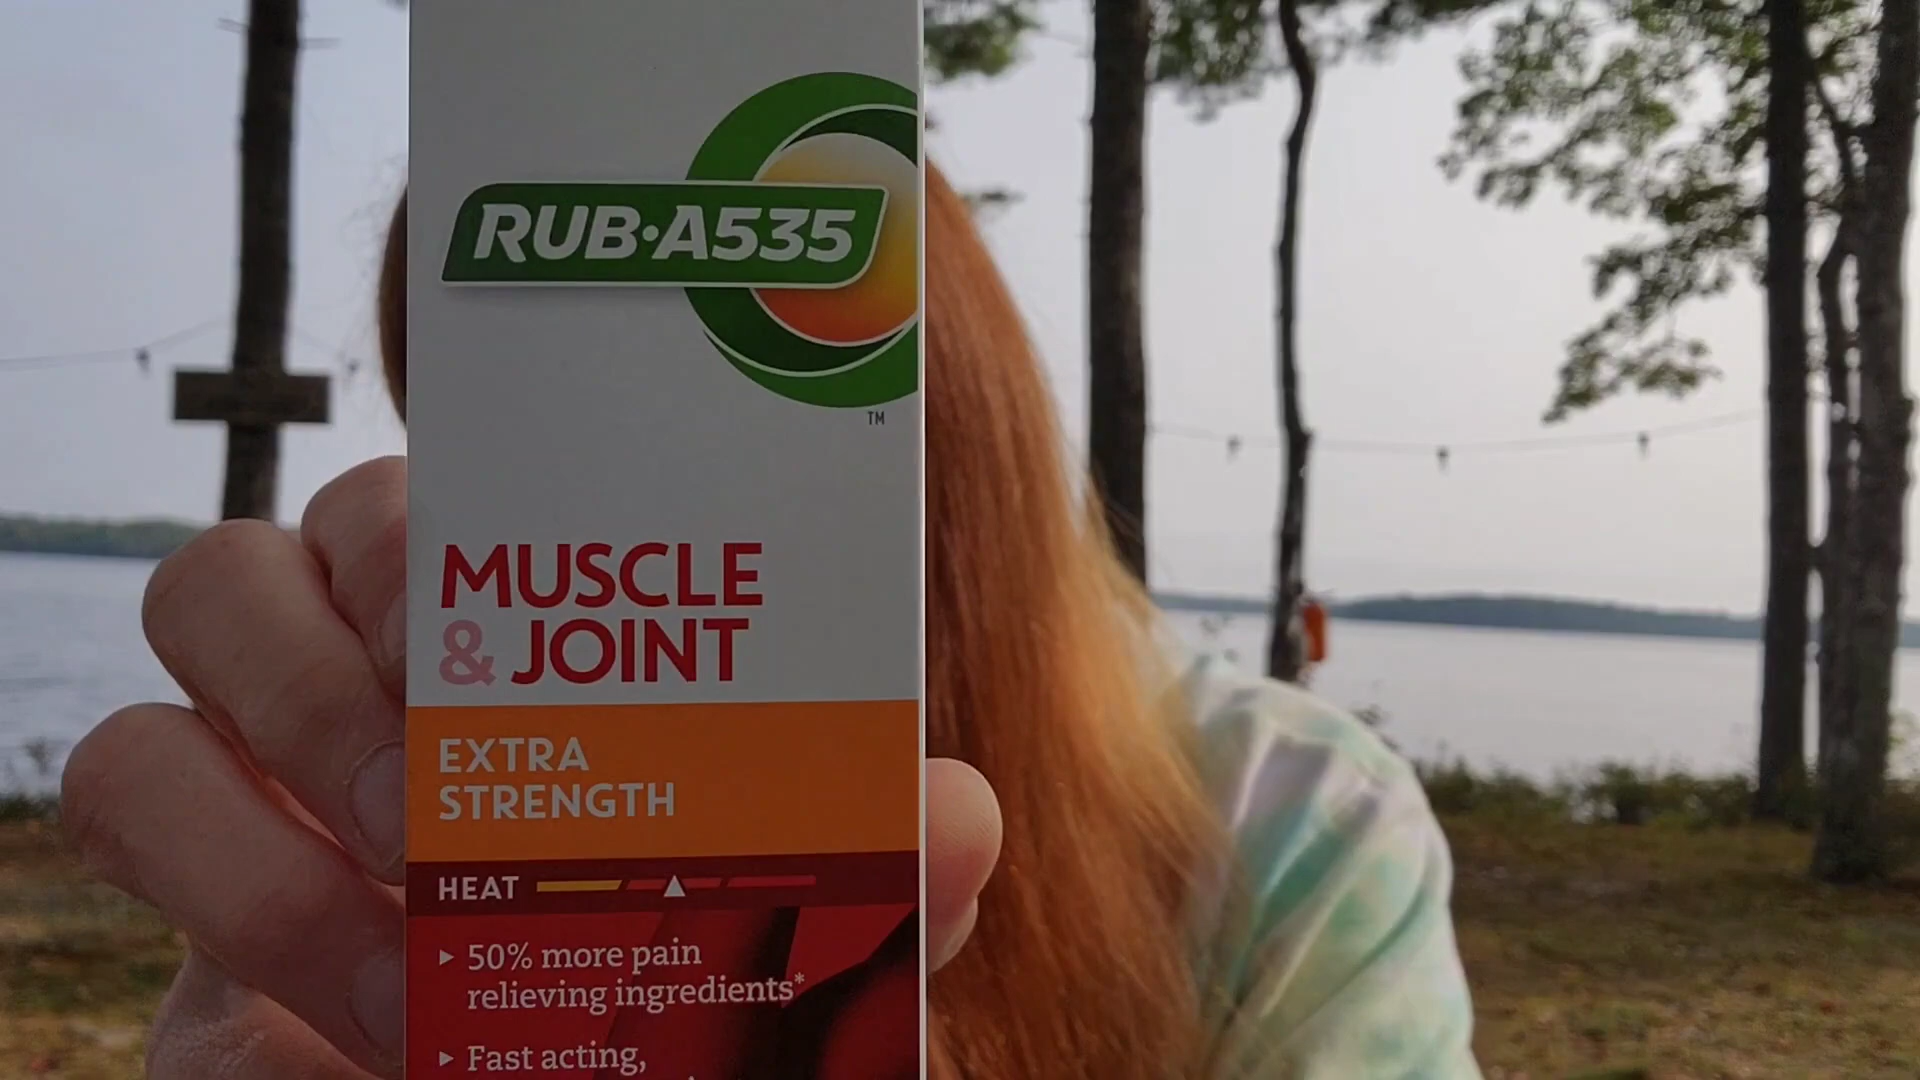 RUB·A535
TM
MUSCLE
& JOINT
EXTRA
STRENGTH
HEAT
▸ 50% more pain
relieving ingredients*
▸ Fast acting,